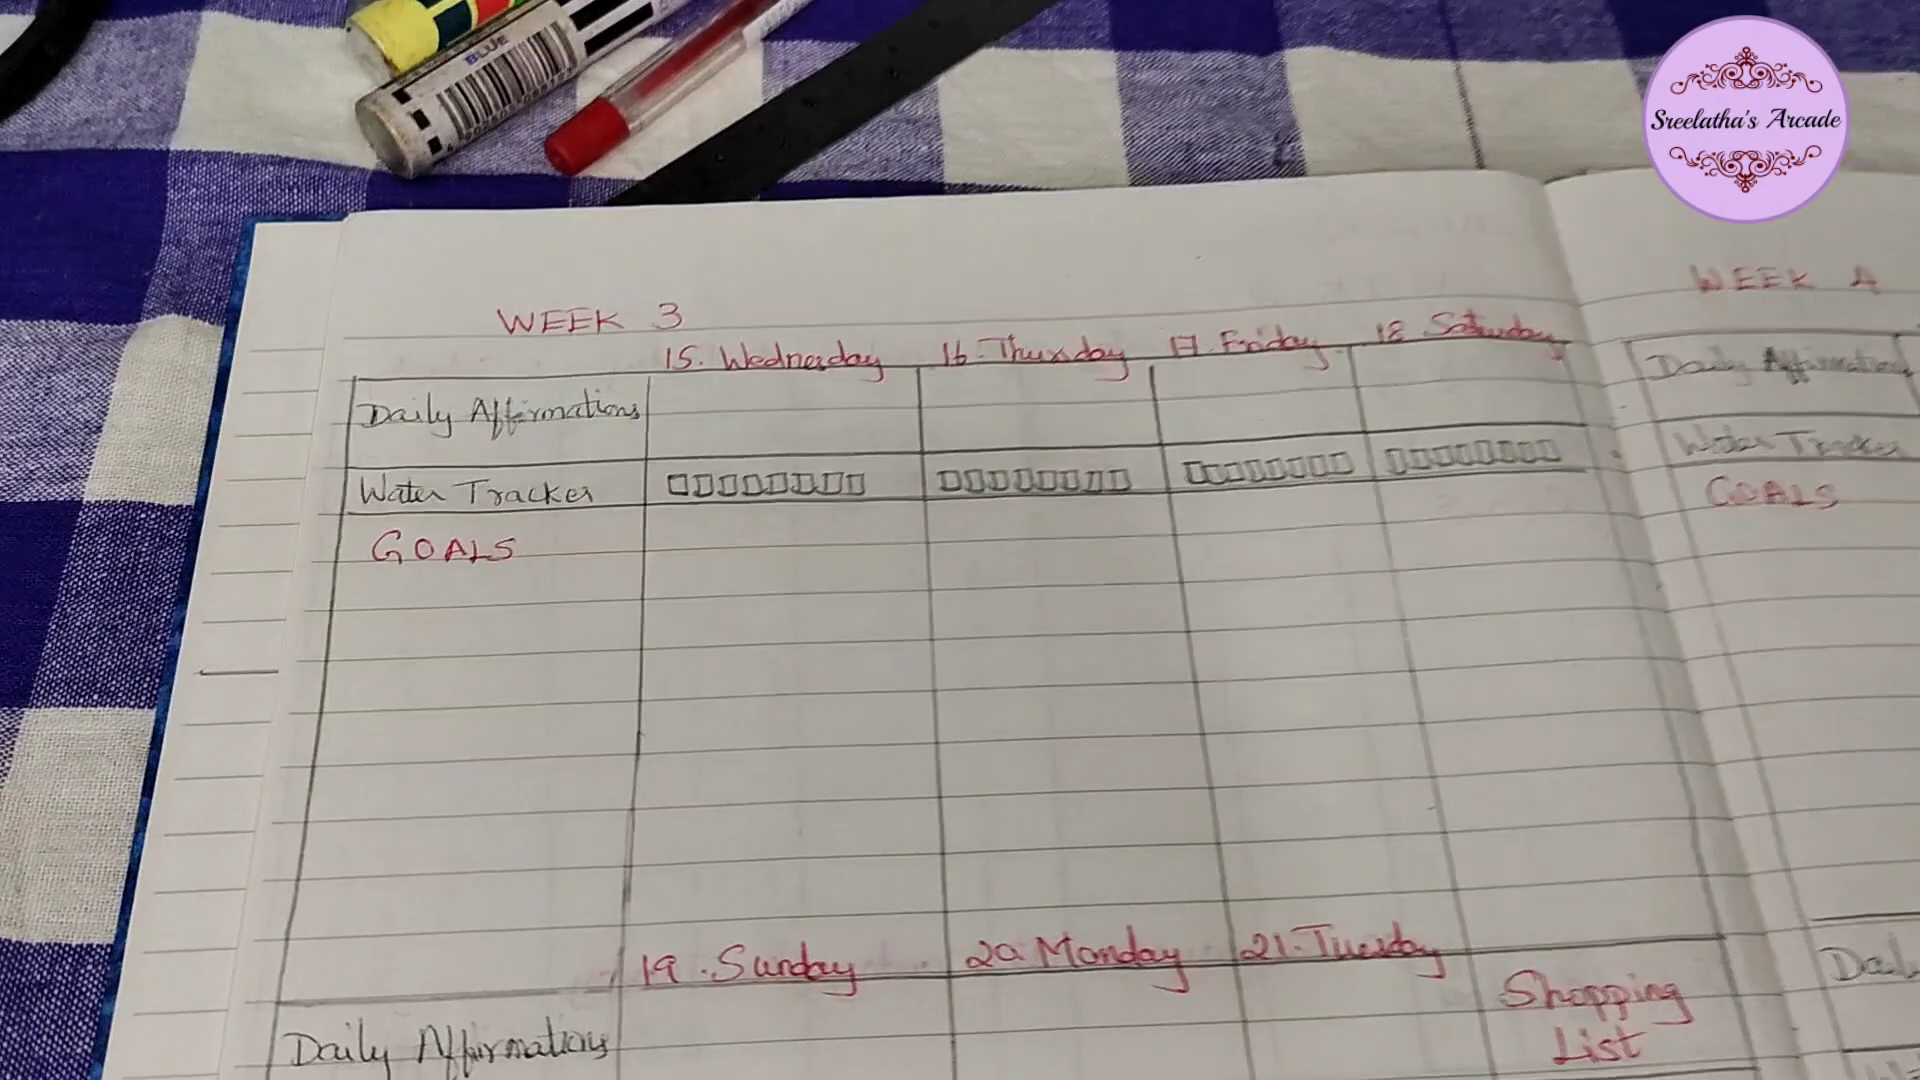 BLUE
Sreelatha's Arcade
WEEK 3
15. Wednesday 16. Thursday 17. Friday 18. Saturday
Daily Affirmations
Water Tracker
GOALS
19. Sunday 20. Monday 21. Tuesday
Shopping
List
Daily Affirmations
WEEK 4
Daily Affirmations
Water Tracker
GOALS